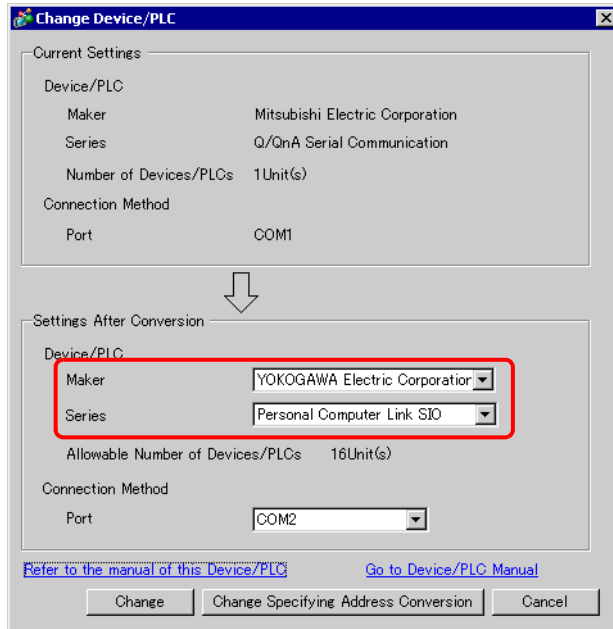 Change Device/PLC
Current Settings
Device/PLC
Maker Mitsubishi Electric Corporation
Series Q/QnA Serial Communication
Number of Devices/PLCs 1Unit(s)
Connection Method
Port COM1
Settings After Conversion
Device/PLC
Maker YOKOGAWA Electric Corporation
Series Personal Computer Link SIO
Allowable Number of Devices/PLCs 16Unit(s)
Connection Method
Port COM2
Refer to the manual of this Device/PLC Go to Device/PLC Manual
Change Change Specifying Address Conversion Cancel